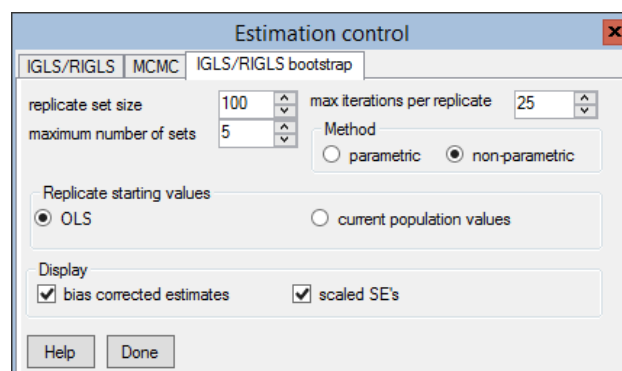 Estimation control
IGLS/RIGLS MCMC IGLS/RIGLS bootstrap
replicate set size 100 max iterations per replicate 25
maximum number of sets 5 Method
parametric non-parametric
Replicate starting values
OLS current population values
Display
bias corrected estimates scaled SE's
Help Done